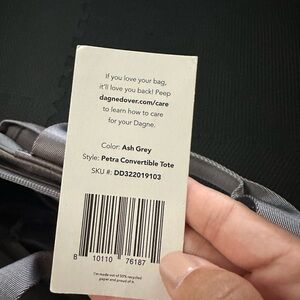 If you love your bag,
it'll love you back! Peep
dagnedover.com/care
to learn how to care
for your Dagne.
Color: Ash Grey
Style: Petra Convertible Tote
SKU #: DD322019103
8 10110 76187
I'm made out of 50% recycled
paper and proud of it.